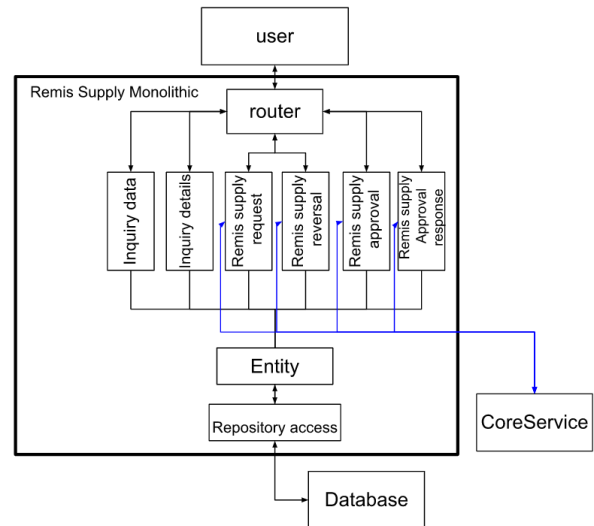 user
Remis Supply Monolithic
router
Inquiry data
Inquiry details
Remis supply
request
Remis supply
reversal
Remis supply
approval
Remis supply
Approval
response
Entity
Repository access
CoreService
Database